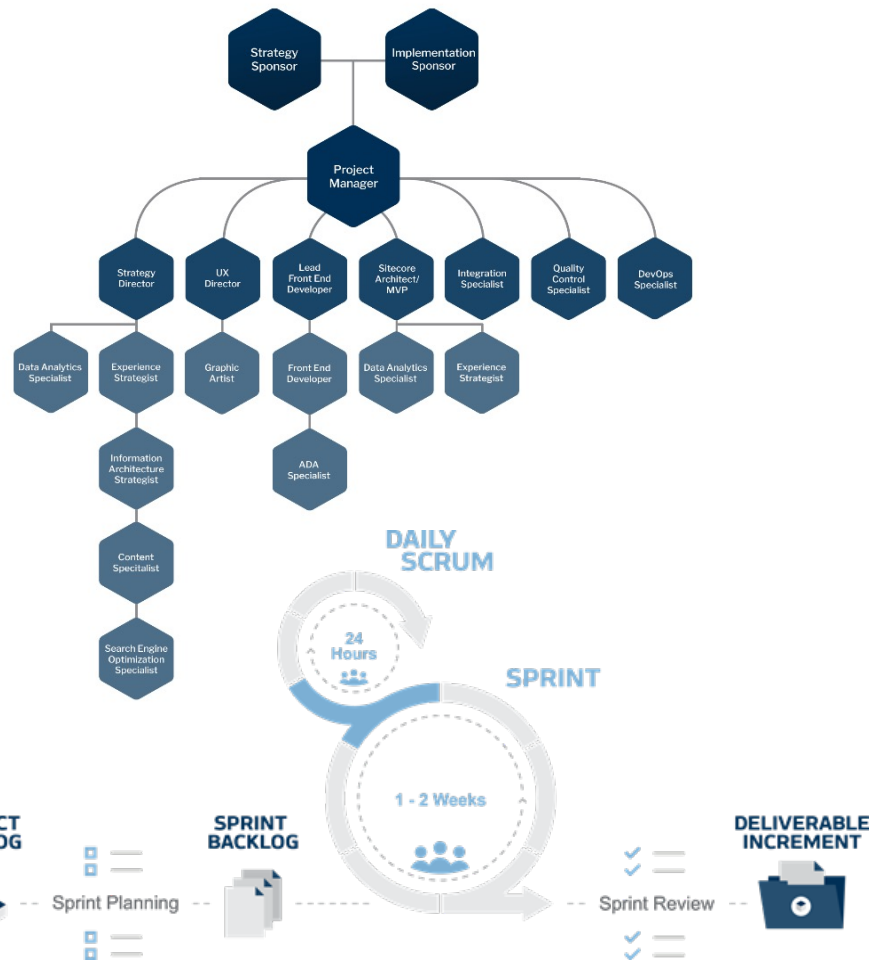 Strategy
Sponsor
Implementation
Sponsor
Project
Manager
Strategy
Director
UX
Director
Lead
Front End
Developer
Sitecore
Architect/
MVP
Integration
Specialist
Quality
Control
Specialist
DevOps
Specialist
Data Analytics
Specialist
Experience
Strategist
Graphic
Artist
Front End
Developer
Data Analytics
Specialist
Experience
Strategist
Information
Architecture
Strategist
ADA
Specialist
Content
Specitalist
Search Engine
Optimization
Specialist
DAILY
SCRUM
24
Hours
SPRINT
1 - 2 Weeks
CT
OG
Sprint Planning
SPRINT
BACKLOG
Sprint Review
DELIVERABLE
INCREMENT